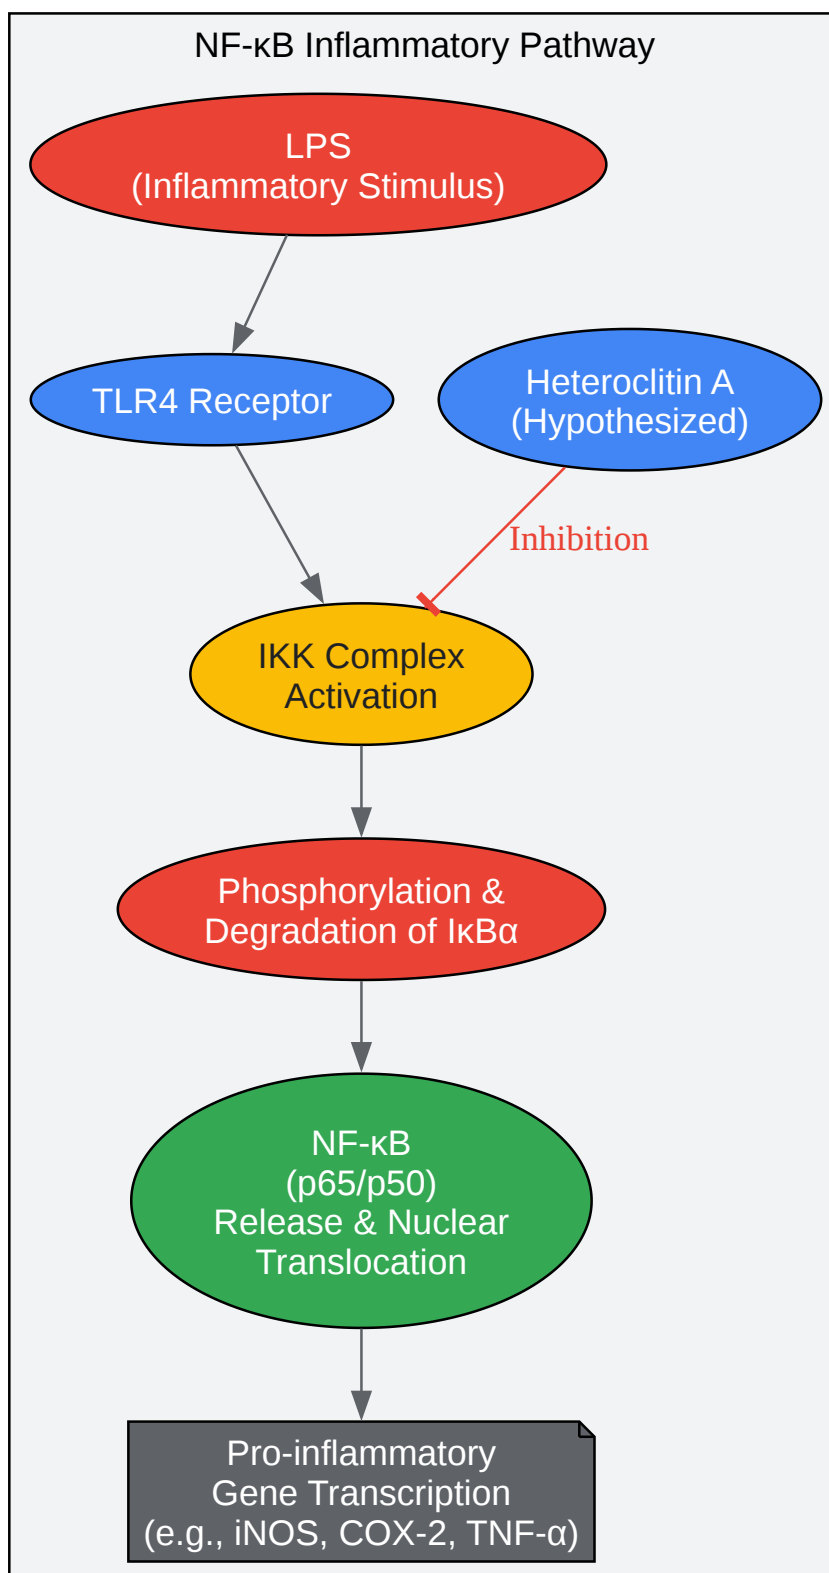 NF-κB Inflammatory Pathway
LPS
(Inflammatory Stimulus)
TLR4 Receptor
Heteroclitin A
(Hypothesized)
Inhibition
IKK Complex
Activation
Phosphorylation &
Degradation of IκBα
NF-κB
(p65/p50)
Release & Nuclear
Translocation
Pro-inflammatory
Gene Transcription
(e.g., iNOS, COX-2, TNF-α)